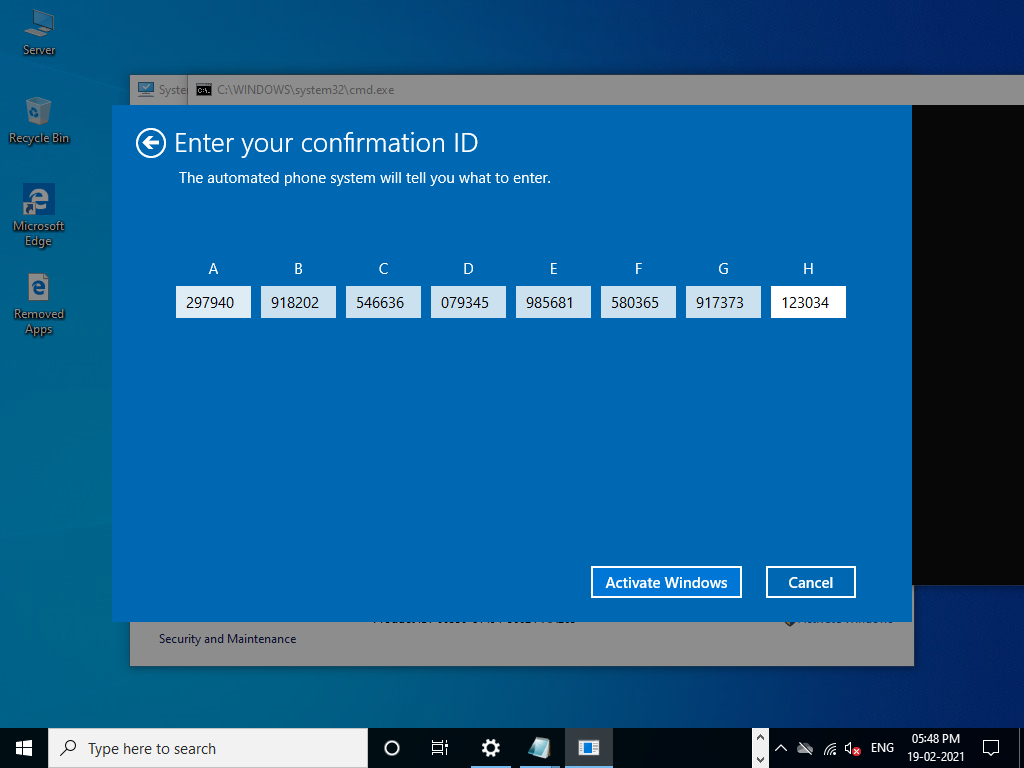 Server
Recycle Bin
Microsoft
Edge
Removed
Apps
Syste
C:\WINDOWS\system32\cmd.exe
Enter your confirmation ID
The automated phone system will tell you what to enter.
A B C D E F G H
297940 918202 546636 079345 985681 580365 917373 123034
Activate Windows Cancel
Security and Maintenance
Type here to search
ENG
05:48 PM
19-02-2021